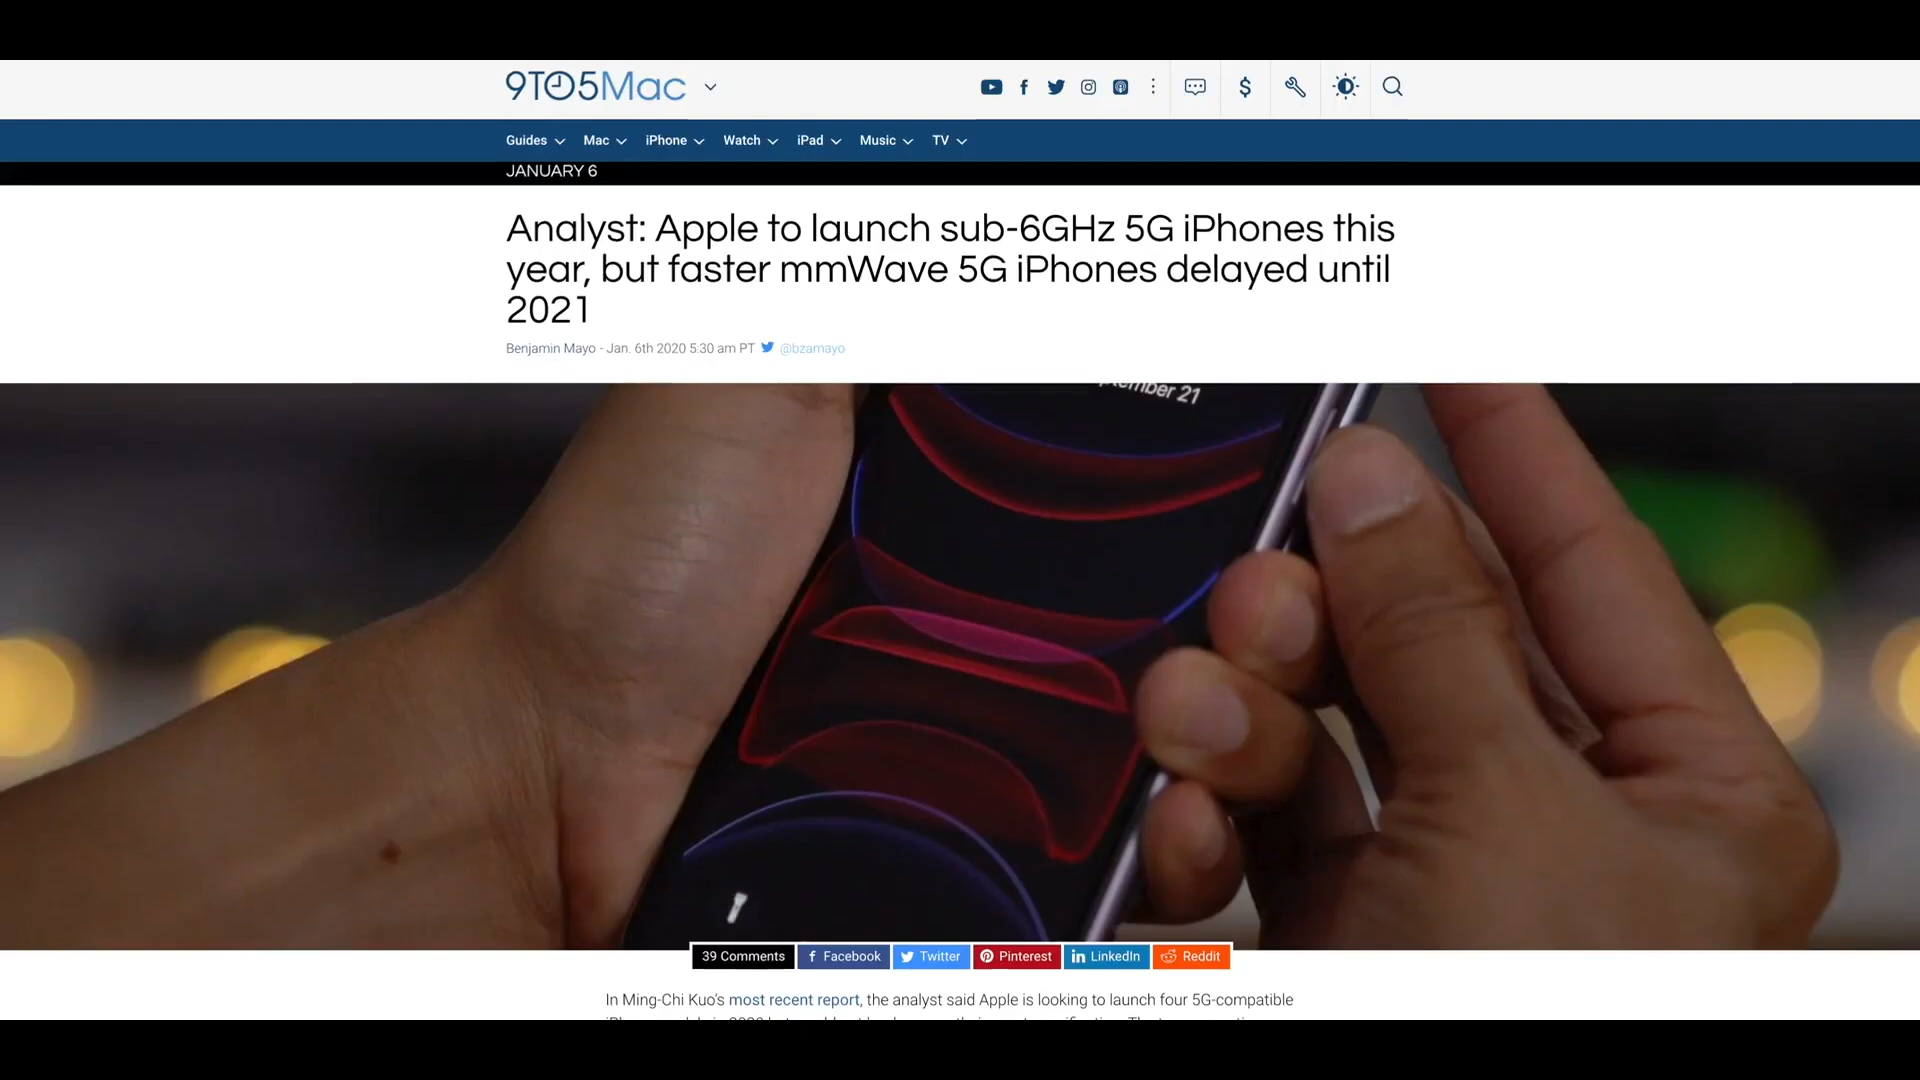 9TO5Mac
Guides Mac iPhone Watch iPad Music TV
JANUARY 6
Analyst: Apple to launch sub-6GHz 5G iPhones this
year, but faster mmWave 5G iPhones delayed until
2021
Benjamin Mayo - Jan. 6th 2020 5:30 am PT @bzamayo
ptember 21
39 Comments Facebook Twitter Pinterest LinkedIn Reddit
In Ming-Chi Kuo's most recent report, the analyst said Apple is looking to launch four 5G-compatible